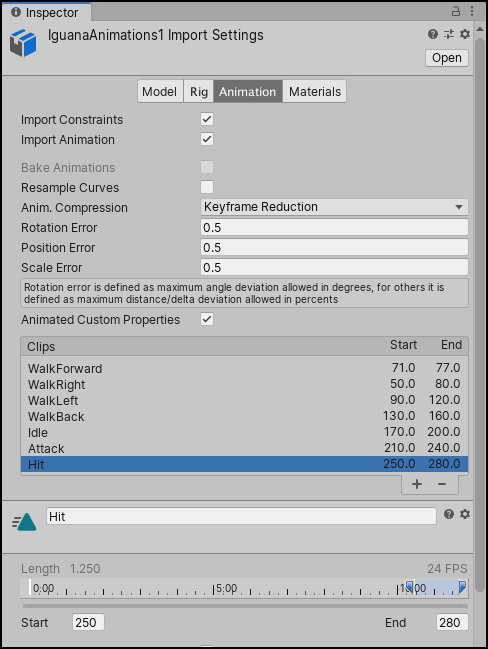 Inspector
IguanaAnimations1 Import Settings
Open
Model Rig Animation Materials
Import Constraints
Import Animation
Bake Animations
Resample Curves
Anim. Compression Keyframe Reduction
Rotation Error 0.5
Position Error 0.5
Scale Error 0.5
Rotation error is defined as maximum angle deviation allowed in degrees, for others it is
defined as maximum distance/delta deviation allowed in percents
Animated Custom Properties
Clips Start End
WalkForward 71.0 77.0
WalkRight 50.0 80.0
WalkLeft 90.0 120.0
WalkBack 130.0 160.0
Idle 170.0 200.0
Attack 210.0 240.0
Hit 250.0 280.0
+ −
Hit
Length 1.250 24 FPS
0:00 5:00
Start 250 End 280